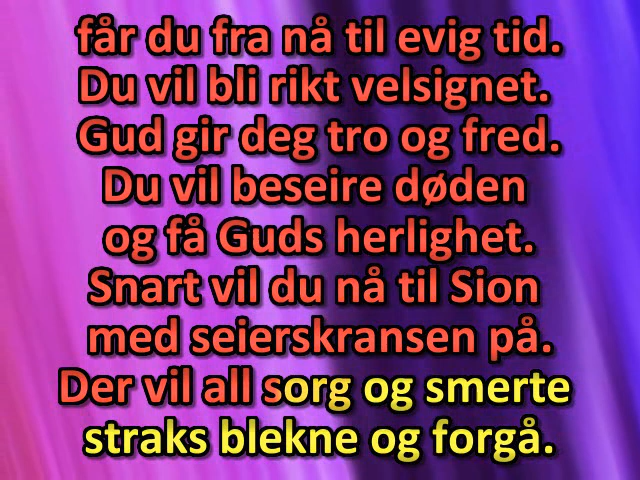 får du fra nå til evig tid.
Du vil bli rikt velsignet.
Gud gir deg tro og fred.
Du vil beseire døden
og få Guds herlighet.
Snart vil du nå til Sion
med seierskransen på.
Der vil all sorg og smerte
straks blekne og forgå.